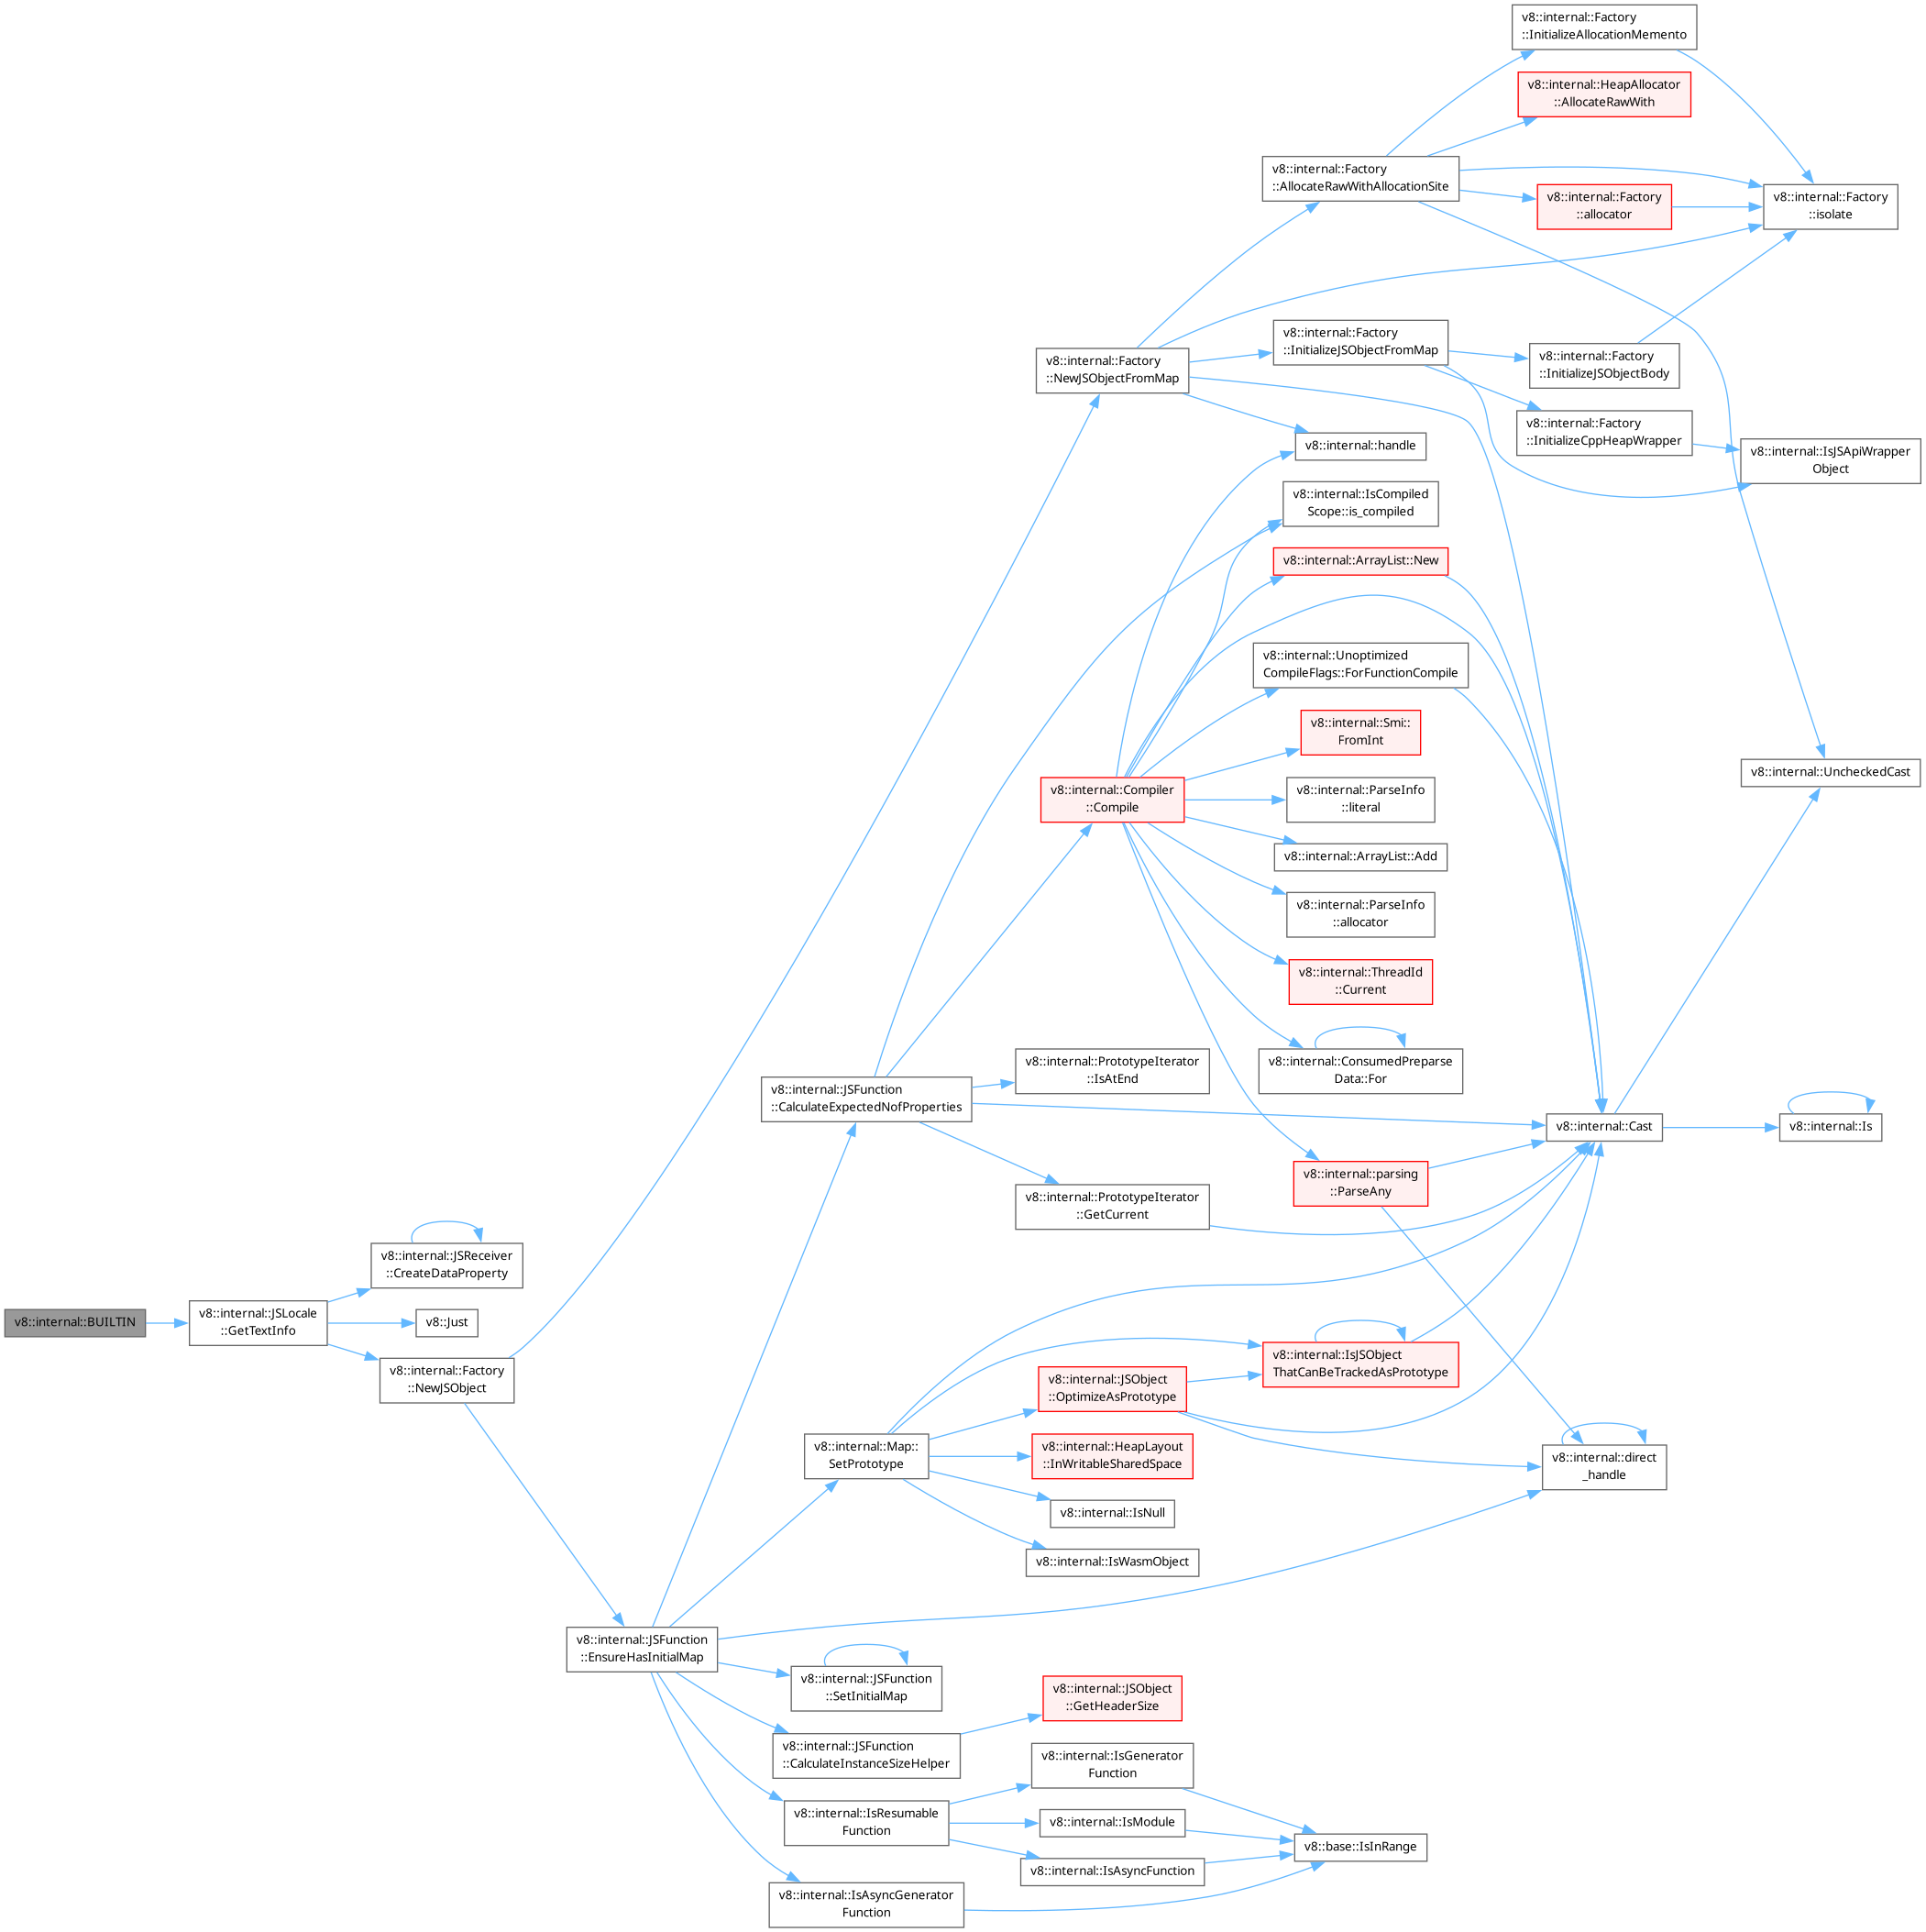 v8::internal::Factory
::InitializeAllocationMemento
v8::internal::HeapAllocator
::AllocateRawWith
v8::internal::Factory
::AllocateRawWithAllocationSite
v8::internal::Factory
::allocator
v8::internal::Factory
::isolate
v8::internal::Factory
::NewJSObjectFromMap
v8::internal::Factory
::InitializeJSObjectFromMap
v8::internal::Factory
::InitializeJSObjectBody
v8::internal::Factory
::InitializeCppHeapWrapper
v8::internal::handle
v8::internal::IsJSApiWrapper
Object
v8::internal::IsCompiled
Scope::is_compiled
v8::internal::ArrayList::New
v8::internal::Unoptimized
CompileFlags::ForFunctionCompile
v8::internal::Smi::
FromInt
v8::internal::UncheckedCast
v8::internal::Compiler
::Compile
v8::internal::ParseInfo
::literal
v8::internal::ArrayList::Add
v8::internal::ParseInfo
::allocator
v8::internal::ThreadId
::Current
v8::internal::ConsumedPreparse
Data::For
v8::internal::PrototypeIterator
::IsAtEnd
v8::internal::JSFunction
::CalculateExpectedNofProperties
v8::internal::Cast
v8::internal::Is
v8::internal::parsing
::ParseAny
v8::internal::PrototypeIterator
::GetCurrent
v8::internal::JSReceiver
::CreateDataProperty
v8::internal::BUILTIN
v8::internal::JSLocale
::GetTextInfo
v8::Just
v8::internal::Factory
::NewJSObject
v8::internal::IsJSObject
ThatCanBeTrackedAsPrototype
v8::internal::JSObject
::OptimizeAsPrototype
v8::internal::Map::
SetPrototype
v8::internal::HeapLayout
::InWritableSharedSpace
v8::internal::direct
_handle
v8::internal::IsNull
v8::internal::IsWasmObject
v8::internal::JSFunction
::EnsureHasInitialMap
v8::internal::JSFunction
::SetInitialMap
v8::internal::JSObject
::GetHeaderSize
v8::internal::JSFunction
::CalculateInstanceSizeHelper
v8::internal::IsGenerator
Function
v8::internal::IsResumable
Function
v8::internal::IsModule
v8::base::IsInRange
v8::internal::IsAsyncFunction
v8::internal::IsAsyncGenerator
Function